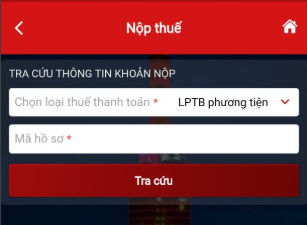 Nộp thuế
TRA CỨU THÔNG TIN KHOẢN NỘP
Chọn loại thuế thanh toán * LPTB phương tiện
Mã hồ sơ *
Tra cứu